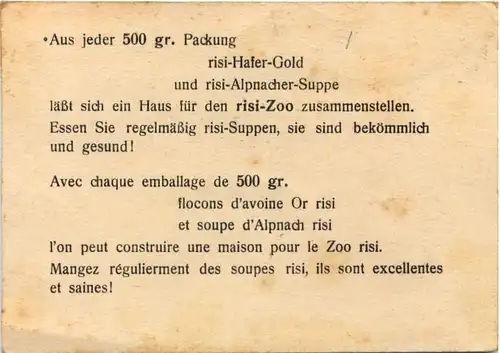 •Aus jeder 500 gr. Packung
risi-Hafer-Gold
und risi-Alpnacher-Suppe
läßt sich ein Haus für den risi-Zoo zusammenstellen.
Essen Sie regelmäßig risi-Suppen, sie sind bekömmlich
und gesund!
Avec chaque emballage de 500 gr.
flocons d'avoine Or risi
et soupe d'Alpnach risi
l'on peut construire une maison pour le Zoo risi.
Mangez régulierment des soupes risi, ils sont excellentes
et saines!